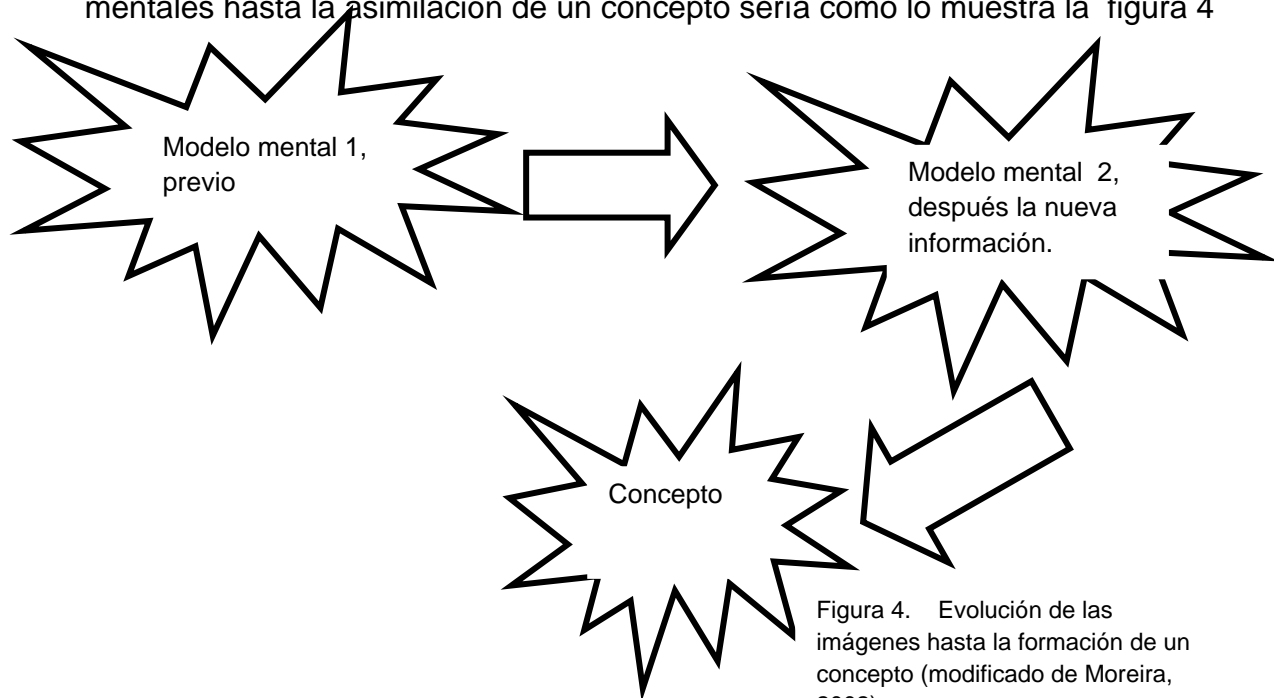 mentales hasta la asimilación de un concepto sería como lo muestra la figura 4
Modelo mental 1,
previo
Modelo mental 2,
después la nueva
información.
Concepto
Figura 4. Evolución de las
imágenes hasta la formación de un
concepto (modificado de Moreira,